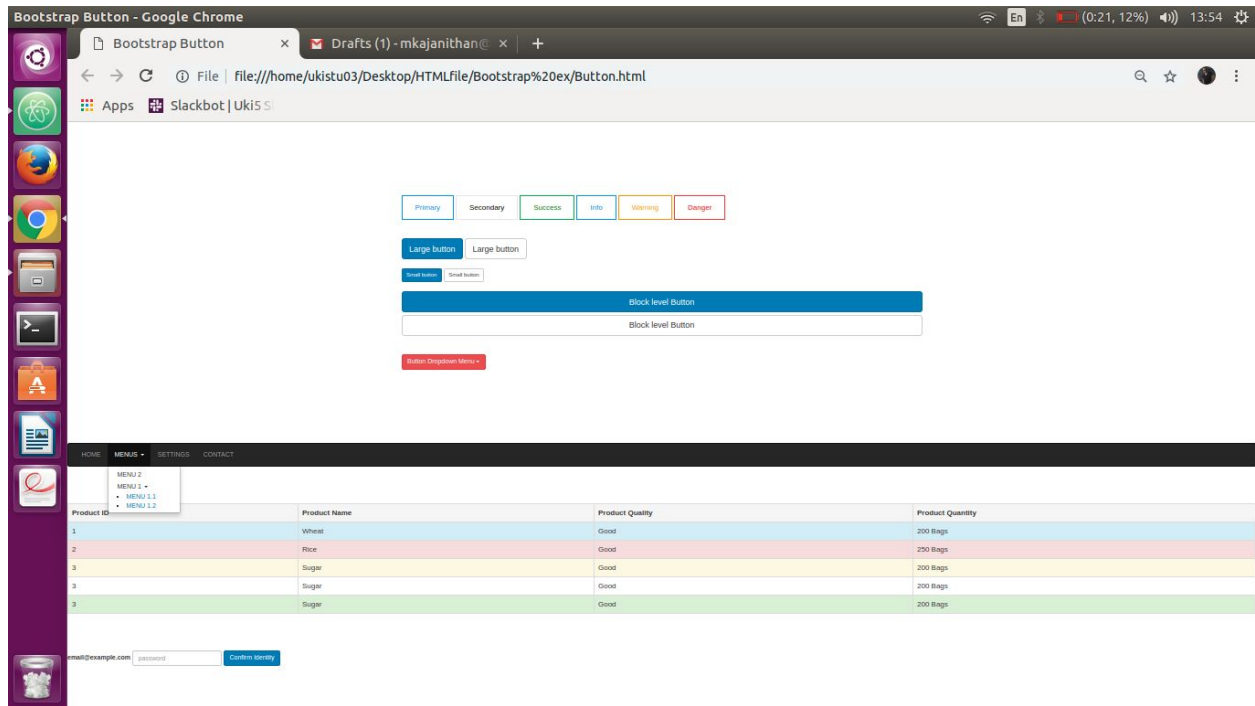 Bootstrap Button - Google Chrome En (0:21, 12%) 13:54
Bootstrap Button × Drafts (1) - mkajanithan@ × +
File file:///home/ukistu03/Desktop/HTMLfile/Bootstrap%20ex/Button.html
Apps Slackbot | Uki5 S
Primary Secondary Success Info Warning Danger
Large button Large button
Small button Small button
Block level Button
Block level Button
Button Dropdown Menu
HOME MENUS SETTINGS CONTACT
MENU 2
MENU 1
• MENU 1.1
• MENU 1.2
Product ID Product Name Product Quality Product Quantity
1 Wheat Good 200 Bags
2 Rice Good 250 Bags
3 Sugar Good 200 Bags
3 Sugar Good 200 Bags
3 Sugar Good 200 Bags
email@example.com password Confirm identity